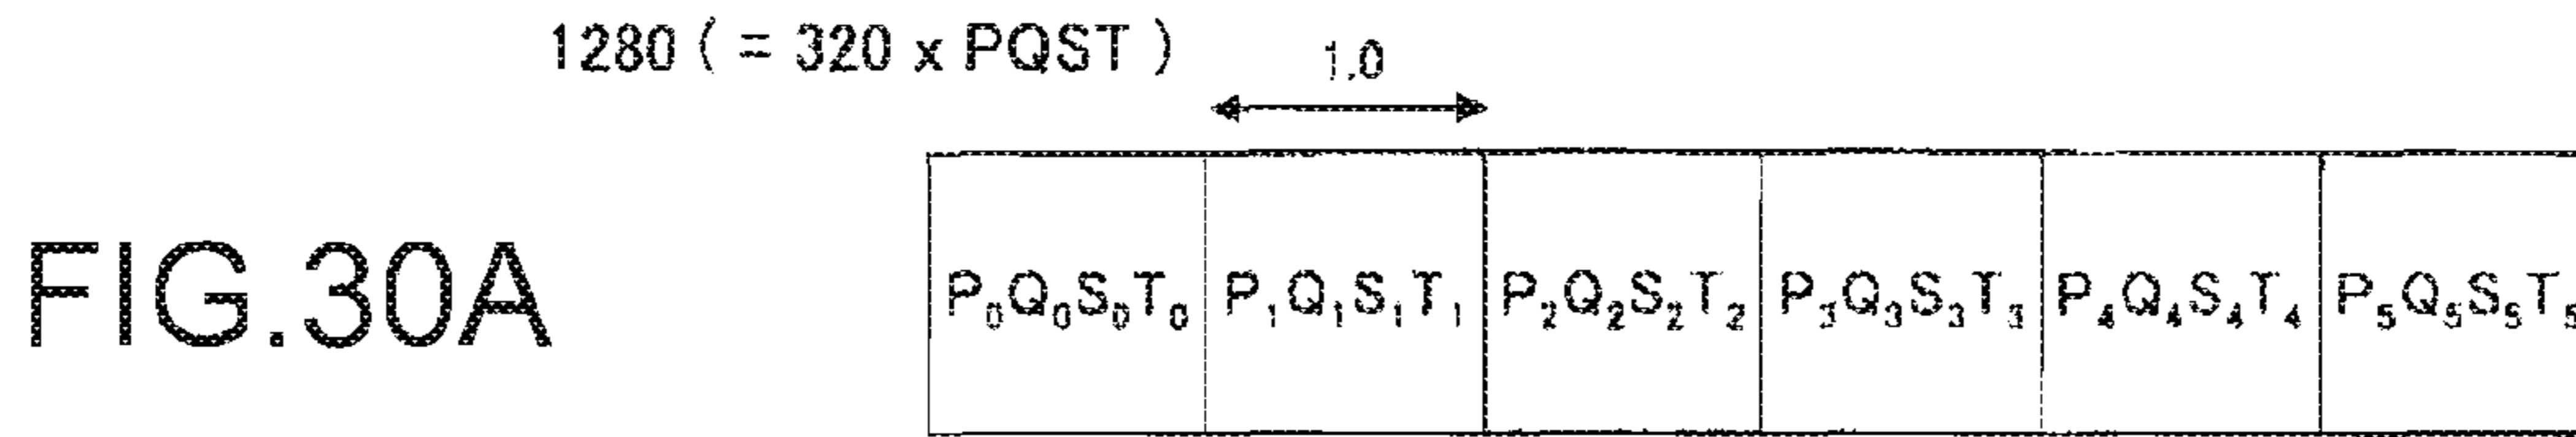 1280 ( = 320 x PQST )
1.0
FIG.30A
P₀Q₀S₀T₀ P₁Q₁S₁T₁ P₂Q₂S₂T₂ P₃Q₃S₃T₃ P₄Q₄S₄T₄ P₅Q₅S₅T₅